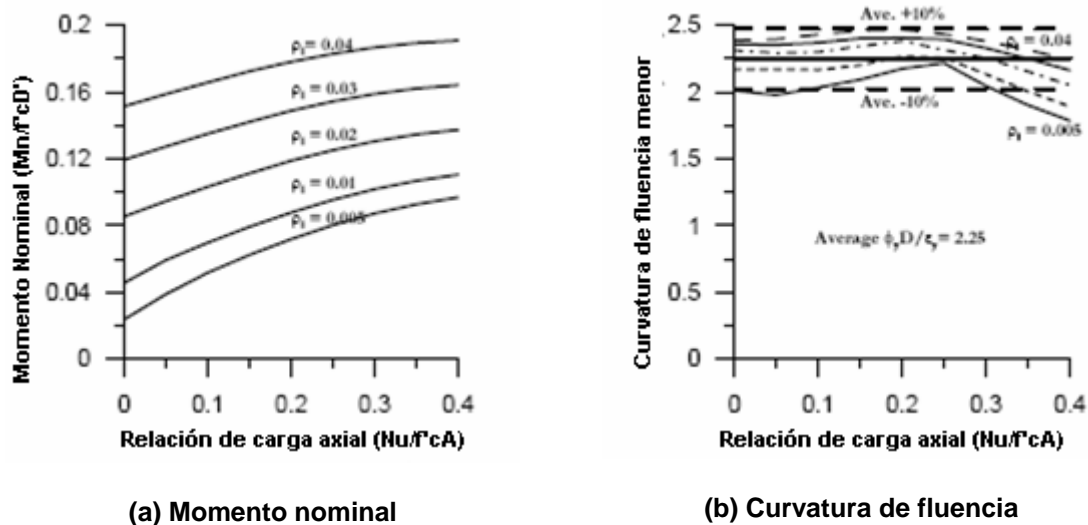 Momento Nominal (Mn/f'cD')
0.2
0.16
0.12
0.08
0.04
0
ρₗ = 0.04
ρₗ = 0.03
ρₗ = 0.02
ρₗ = 0.01
ρₗ = 0.005
0 0.1 0.2 0.3 0.4
Relación de carga axial (Nu/f'cA)
(a) Momento nominal
Curvatura de fluencia menor
2.5
2
1.5
1
0.5
0
Ave. +10%
ρₗ 0.04
Ave. -10%
ρₗ = 0.005
Average ϕyD/εy= 2.25
0 0.1 0.2 0.3 0.4
Relación de carga axial (Nu/f'cA)
(b) Curvatura de fluencia